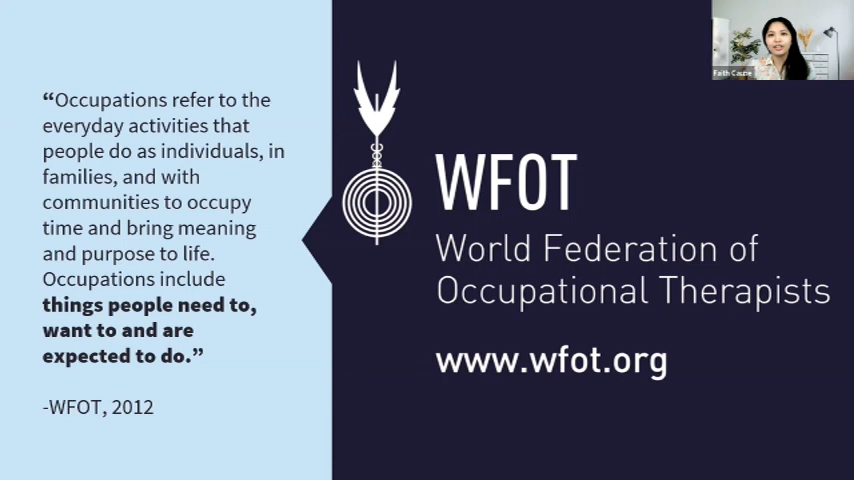 “Occupations refer to the
everyday activities that
people do as individuals, in
families, and with
communities to occupy
time and bring meaning
and purpose to life.
Occupations include
things people need to,
want to and are
expected to do.”
-WFOT, 2012
WFOT
World Federation of
Occupational Therapists
www.wfot.org
Faith